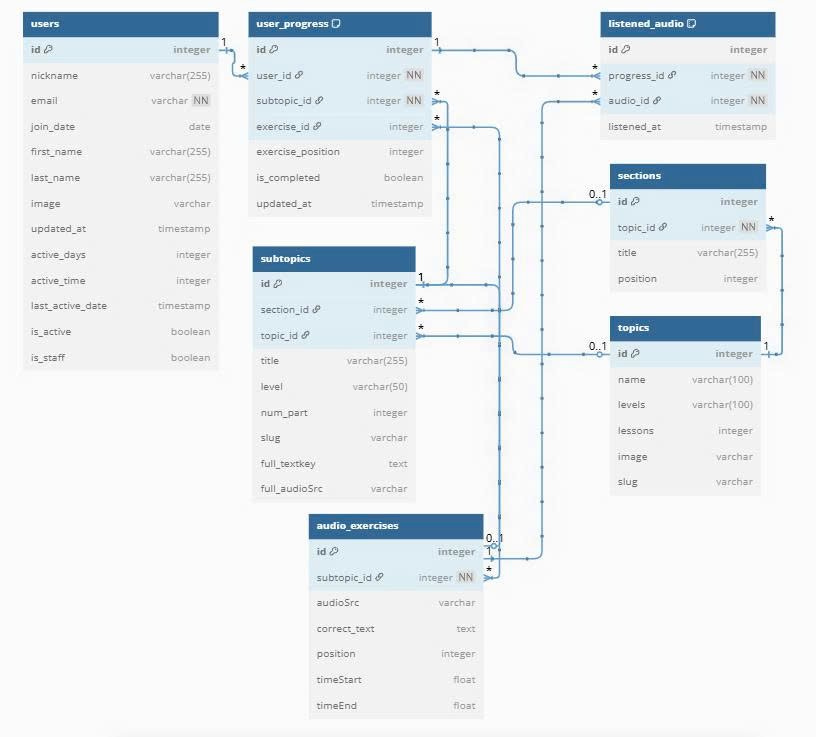 users
id integer
nickname varchar(255)
email varchar NN
join_date date
first_name varchar(255)
last_name varchar(255)
image varchar
updated_at timestamp
active_days integer
active_time integer
last_active_date timestamp
is_active boolean
is_staff boolean
1
*
user_progress
id integer
user_id integer NN
subtopic_id integer NN
exercise_id integer
exercise_position integer
is_completed boolean
updated_at timestamp
1
*
*
*
*
listened_audio
id integer
progress_id integer NN
audio_id integer NN
listened_at timestamp
sections
0..1
id integer
topic_id integer NN
*
title varchar(255)
position integer
subtopics
id integer
1
section_id integer
*
topic_id integer
*
title varchar(255)
level varchar(50)
num_part integer
slug varchar
full_textkey text
full_audioSrc varchar
topics
0..1
id integer
1
name varchar(100)
levels varchar(100)
lessons integer
image varchar
slug varchar
audio_exercises
0..1
id integer
1
subtopic_id integer NN
*
audioSrc varchar
correct_text text
position integer
timeStart float
timeEnd float